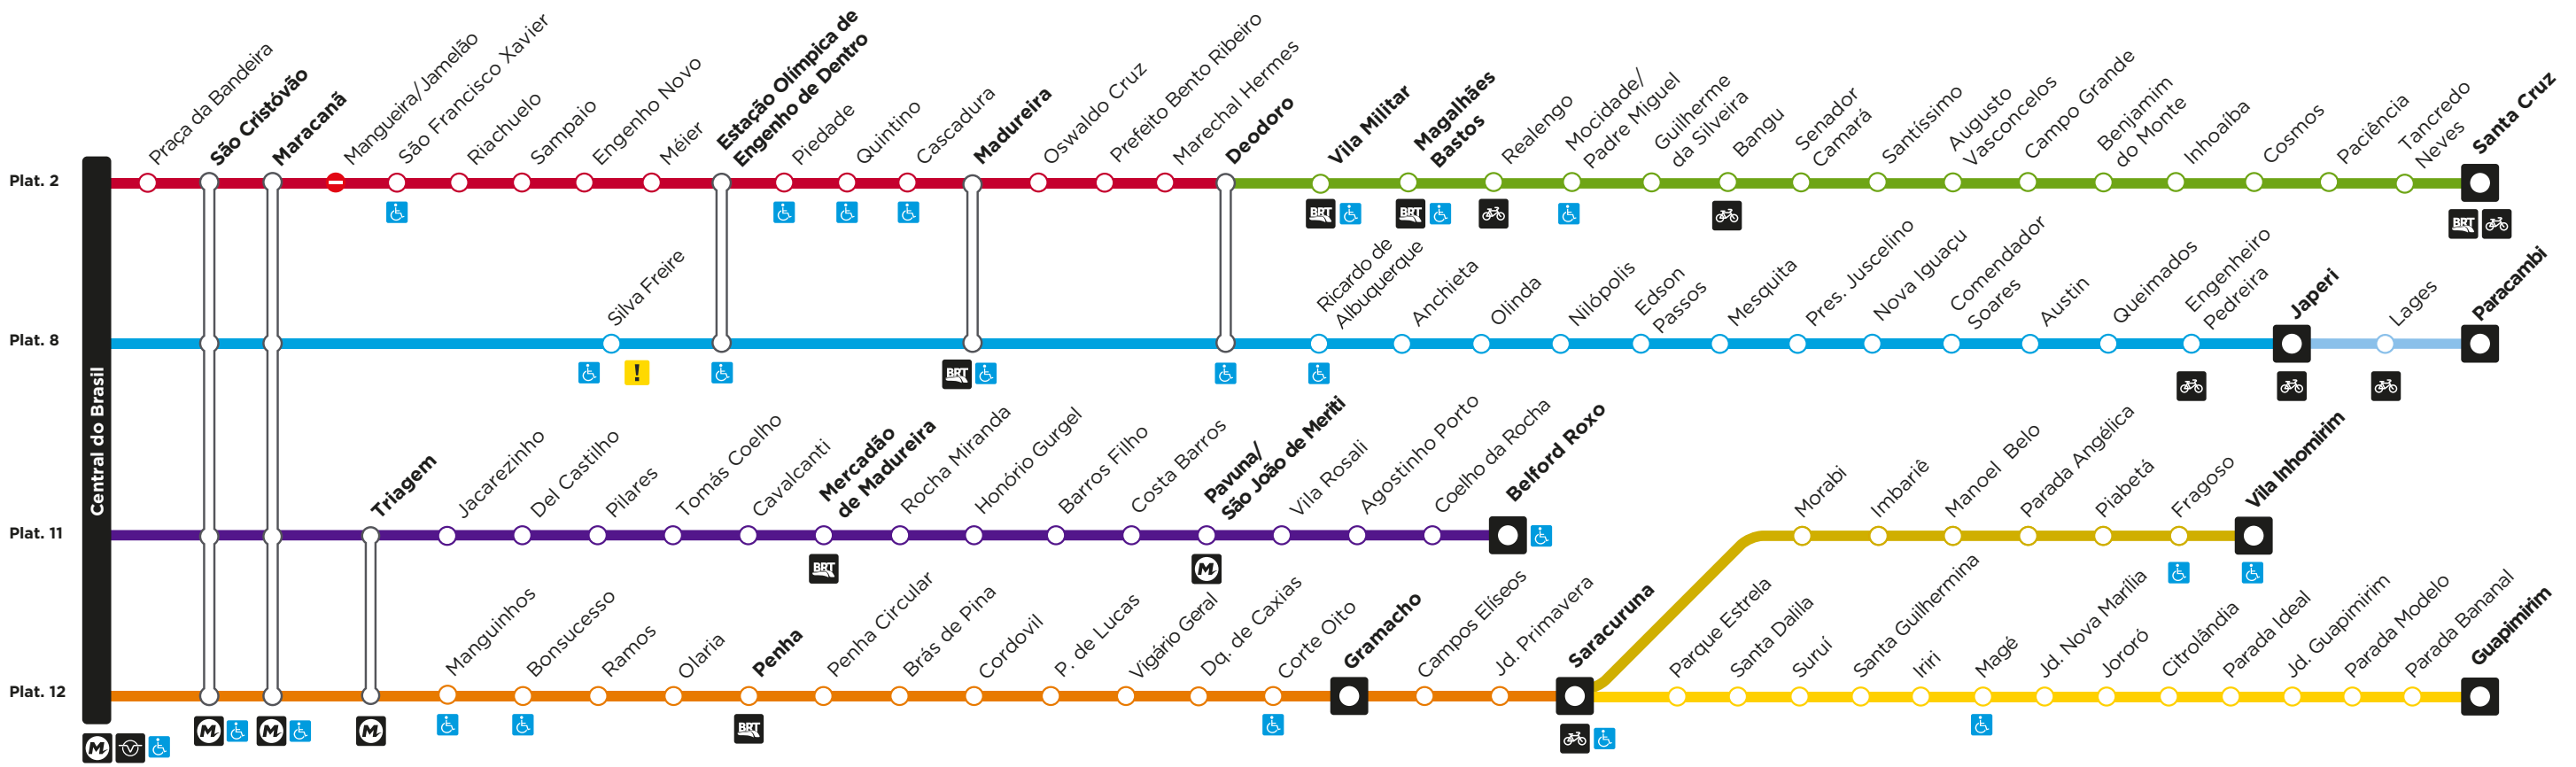 Plat. 2
Praça da Bandeira
São Cristóvão
Maracanã
Mangueira/Jamelão
São Francisco Xavier
Riachuelo
Sampaio
Engenho Novo
Méier
Estação Olímpica de
Engenho de Dentro
Piedade
Quintino
Cascadura
Madureira
Oswaldo Cruz
Prefeito Bento Ribeiro
Marechal Hermes
Deodoro
Vila Militar
Magalhães
Bastos
Realengo
Mocidade/
Padre Miguel
Guilherme
da Silveira
Bangu
Senador
Camará
Santíssimo
Augusto
Vasconcelos
Campo Grande
Benjamim
do Monte
Inhoaíba
Cosmos
Paciência
Tancredo
Neves
Santa Cruz
BRT
BRT
BRT
Plat. 8
Silva Freire
!
BRT
Ricardo de
Albuquerque
Anchieta
Olinda
Nilópolis
Edson
Passos
Mesquita
Pres. Juscelino
Nova Iguaçu
Comendador
Soares
Austin
Queimados
Engenheiro
Pedreira
Japeri
Lages
Paracambi
Central do Brasil
Plat. 11
Triagem
Jacarezinho
Del Castilho
Pilares
Tomás Coelho
Cavalcanti
Mercadão
de Madureira
Rocha Miranda
Honório Gurgel
Barros Filho
Costa Barros
Pavuna/
São João de Meriti
Vila Rosali
Agostinho Porto
Coelho da Rocha
Belford Roxo
BRT
M
Morabi
Imbariê
Manoel Belo
Parada Angélica
Piabetá
Fragoso
Vila Inhomirim
Plat. 12
Manguinhos
Bonsucesso
Ramos
Olaria
Penha
Penha Circular
Brás de Pina
Cordovil
P. de Lucas
Vigário Geral
Dq. de Caxias
Corte Oito
Gramacho
Campos Elíseos
Jd. Primavera
Saracuruna
Parque Estrela
Santa Dalila
Suruí
Santa Guilhermina
Iriri
Magé
Jd. Nova Marília
Jororó
Citrolândia
Parada Ideal
Jd. Guapimirim
Parada Modelo
Parada Bananal
Guapimirim
M
M
M
BRT
M